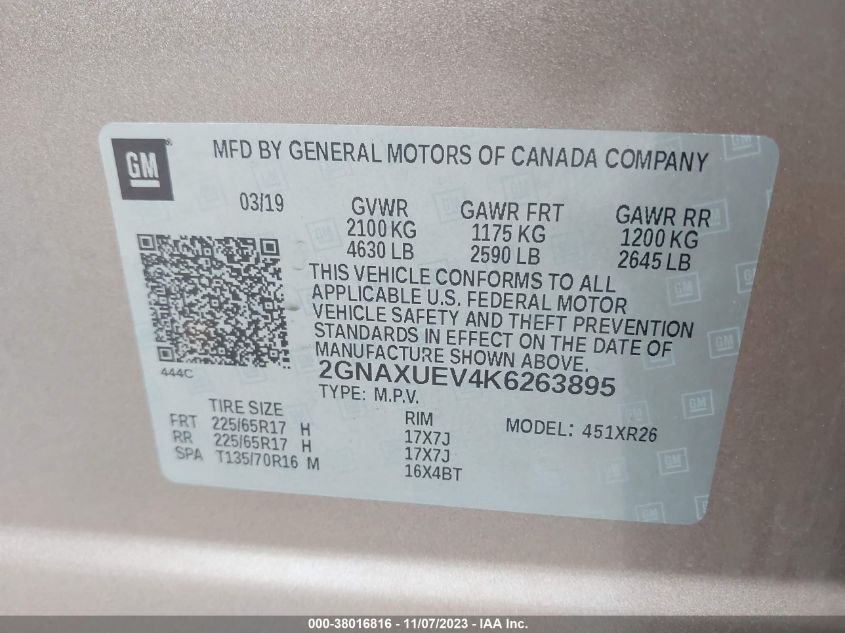 GM
MFD BY GENERAL MOTORS OF CANADA COMPANY
03/19
GVWR
2100 KG
4630 LB
GAWR FRT
1175 KG
2590 LB
GAWR RR
1200 KG
2645 LB
THIS VEHICLE CONFORMS TO ALL
APPLICABLE U.S. FEDERAL MOTOR
VEHICLE SAFETY AND THEFT PREVENTION
STANDARDS IN EFFECT ON THE DATE OF
MANUFACTURE SHOWN ABOVE.
2GNAXUEV4K6263895
TYPE: M.P.V.
444C
TIRE SIZE
FRT 225/65R17 H
RR 225/65R17 H
SPA T135/70R16 M
RIM
17X7J
17X7J
16X4BT
MODEL: 451XR26
000-38016816 - 11/07/2023 - IAA Inc.